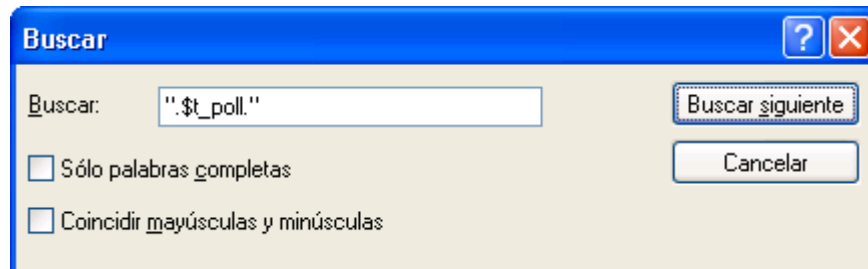 Buscar
Buscar: ".$t_poll." Buscar siguiente
Sólo palabras completas Cancelar
Coincidir mayúsculas y minúsculas